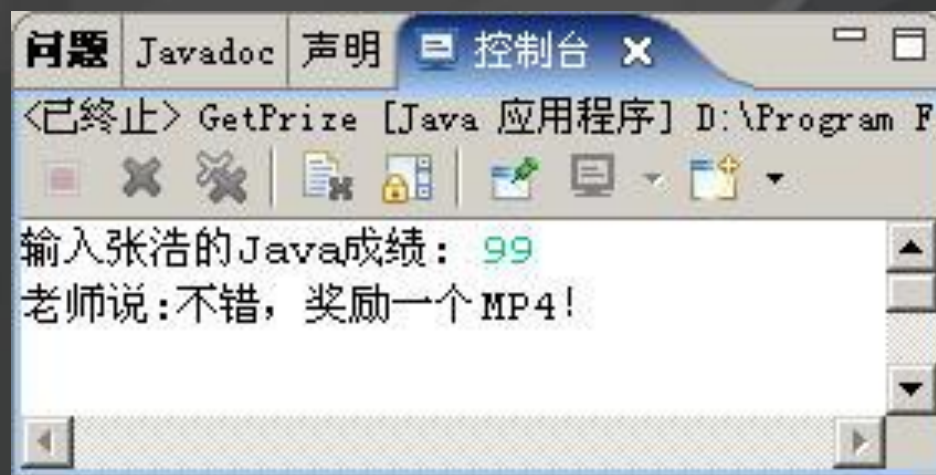 问题 Javadoc 声明 控制台
<已终止> GetPrize [Java 应用程序] D:\Program F
输入张浩的Java成绩: 99
老师说:不错，奖励一个MP4!